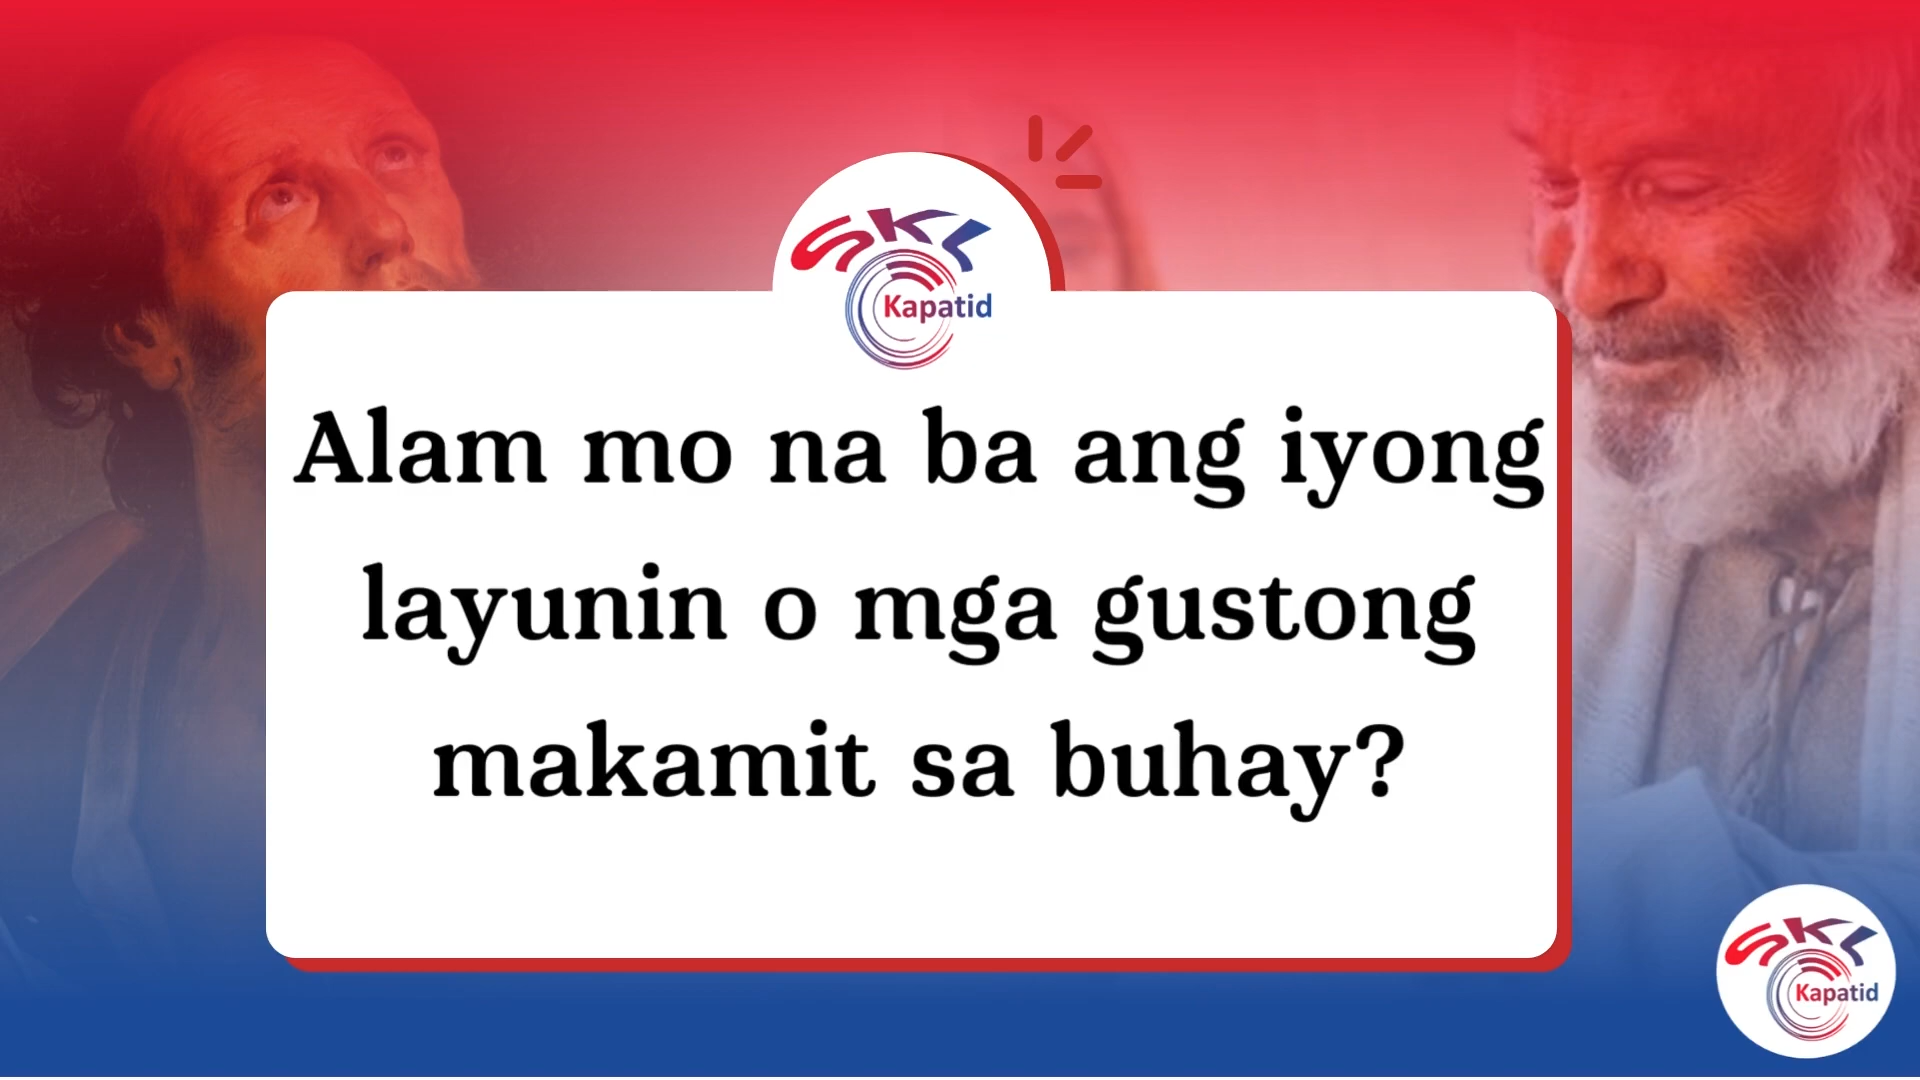 SKL
Kapatid
Alam mo na ba ang iyong
layunin o mga gustong
makamit sa buhay?
SKL
Kapatid